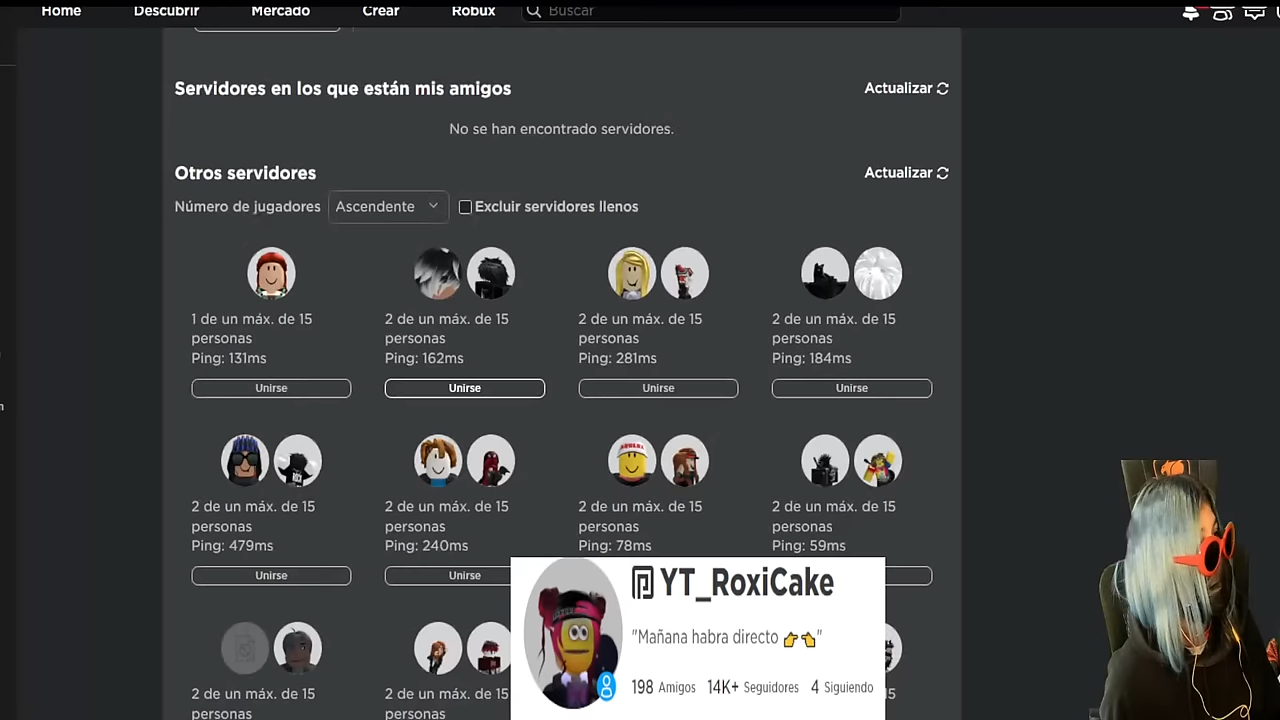 Home Descubrir Mercado Crear Robux Buscar
Servidores en los que están mis amigos Actualizar
No se han encontrado servidores.
Otros servidores Actualizar
Número de jugadores Ascendente Excluir servidores llenos
1 de un máx. de 15 2 de un máx. de 15 2 de un máx. de 15 2 de un máx. de 15
personas personas personas personas
Ping: 131ms Ping: 162ms Ping: 281ms Ping: 184ms
Unirse Unirse Unirse Unirse
2 de un máx. de 15 2 de un máx. de 15 2 de un máx. de 15 2 de un máx. de 15
personas personas personas personas
Ping: 479ms Ping: 240ms Ping: 78ms Ping: 59ms
Unirse Unirse
YT_RoxiCake
"Mañana habra directo 👉👈"
198 Amigos 14K+ Seguidores 4 Siguiendo
2 de un máx. de 15 2 de un máx. de 15
personas personas